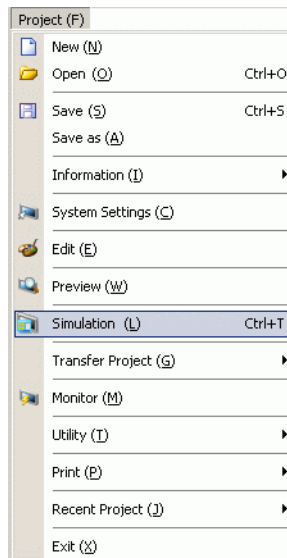 Project (F)
New (N)
Open (O) Ctrl+O
Save (S) Ctrl+S
Save as (A)
Information (I)
System Settings (C)
Edit (E)
Preview (W)
Simulation (L) Ctrl+T
Transfer Project (G)
Monitor (M)
Utility (T)
Print (P)
Recent Project (J)
Exit (X)